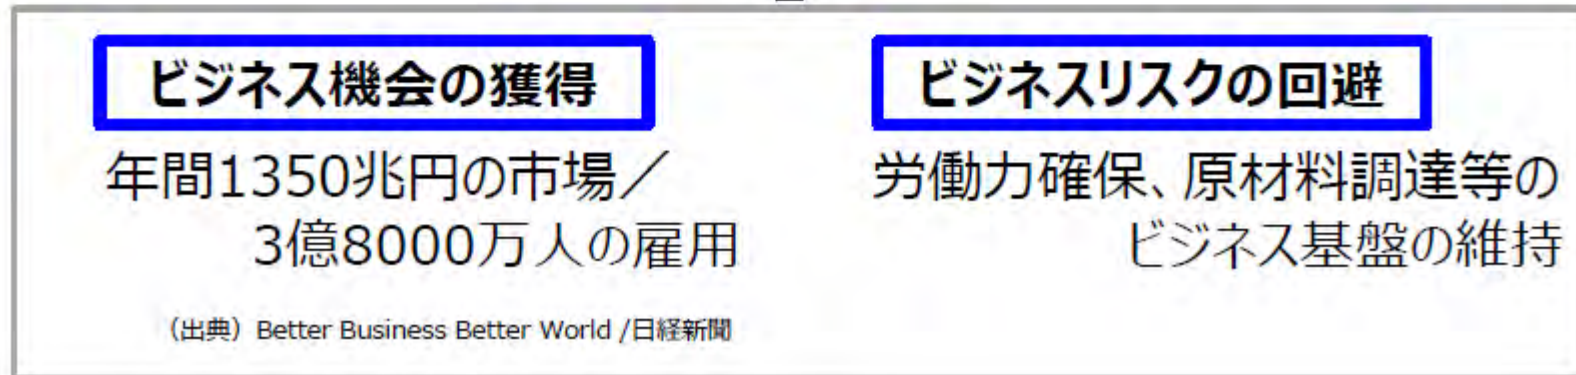 ビジネス機会の獲得
年間1350兆円の市場／
3億8000万人の雇用
（出典）Better Business Better World /日経新聞
ビジネスリスクの回避
労働力確保、原材料調達等の
ビジネス基盤の維持